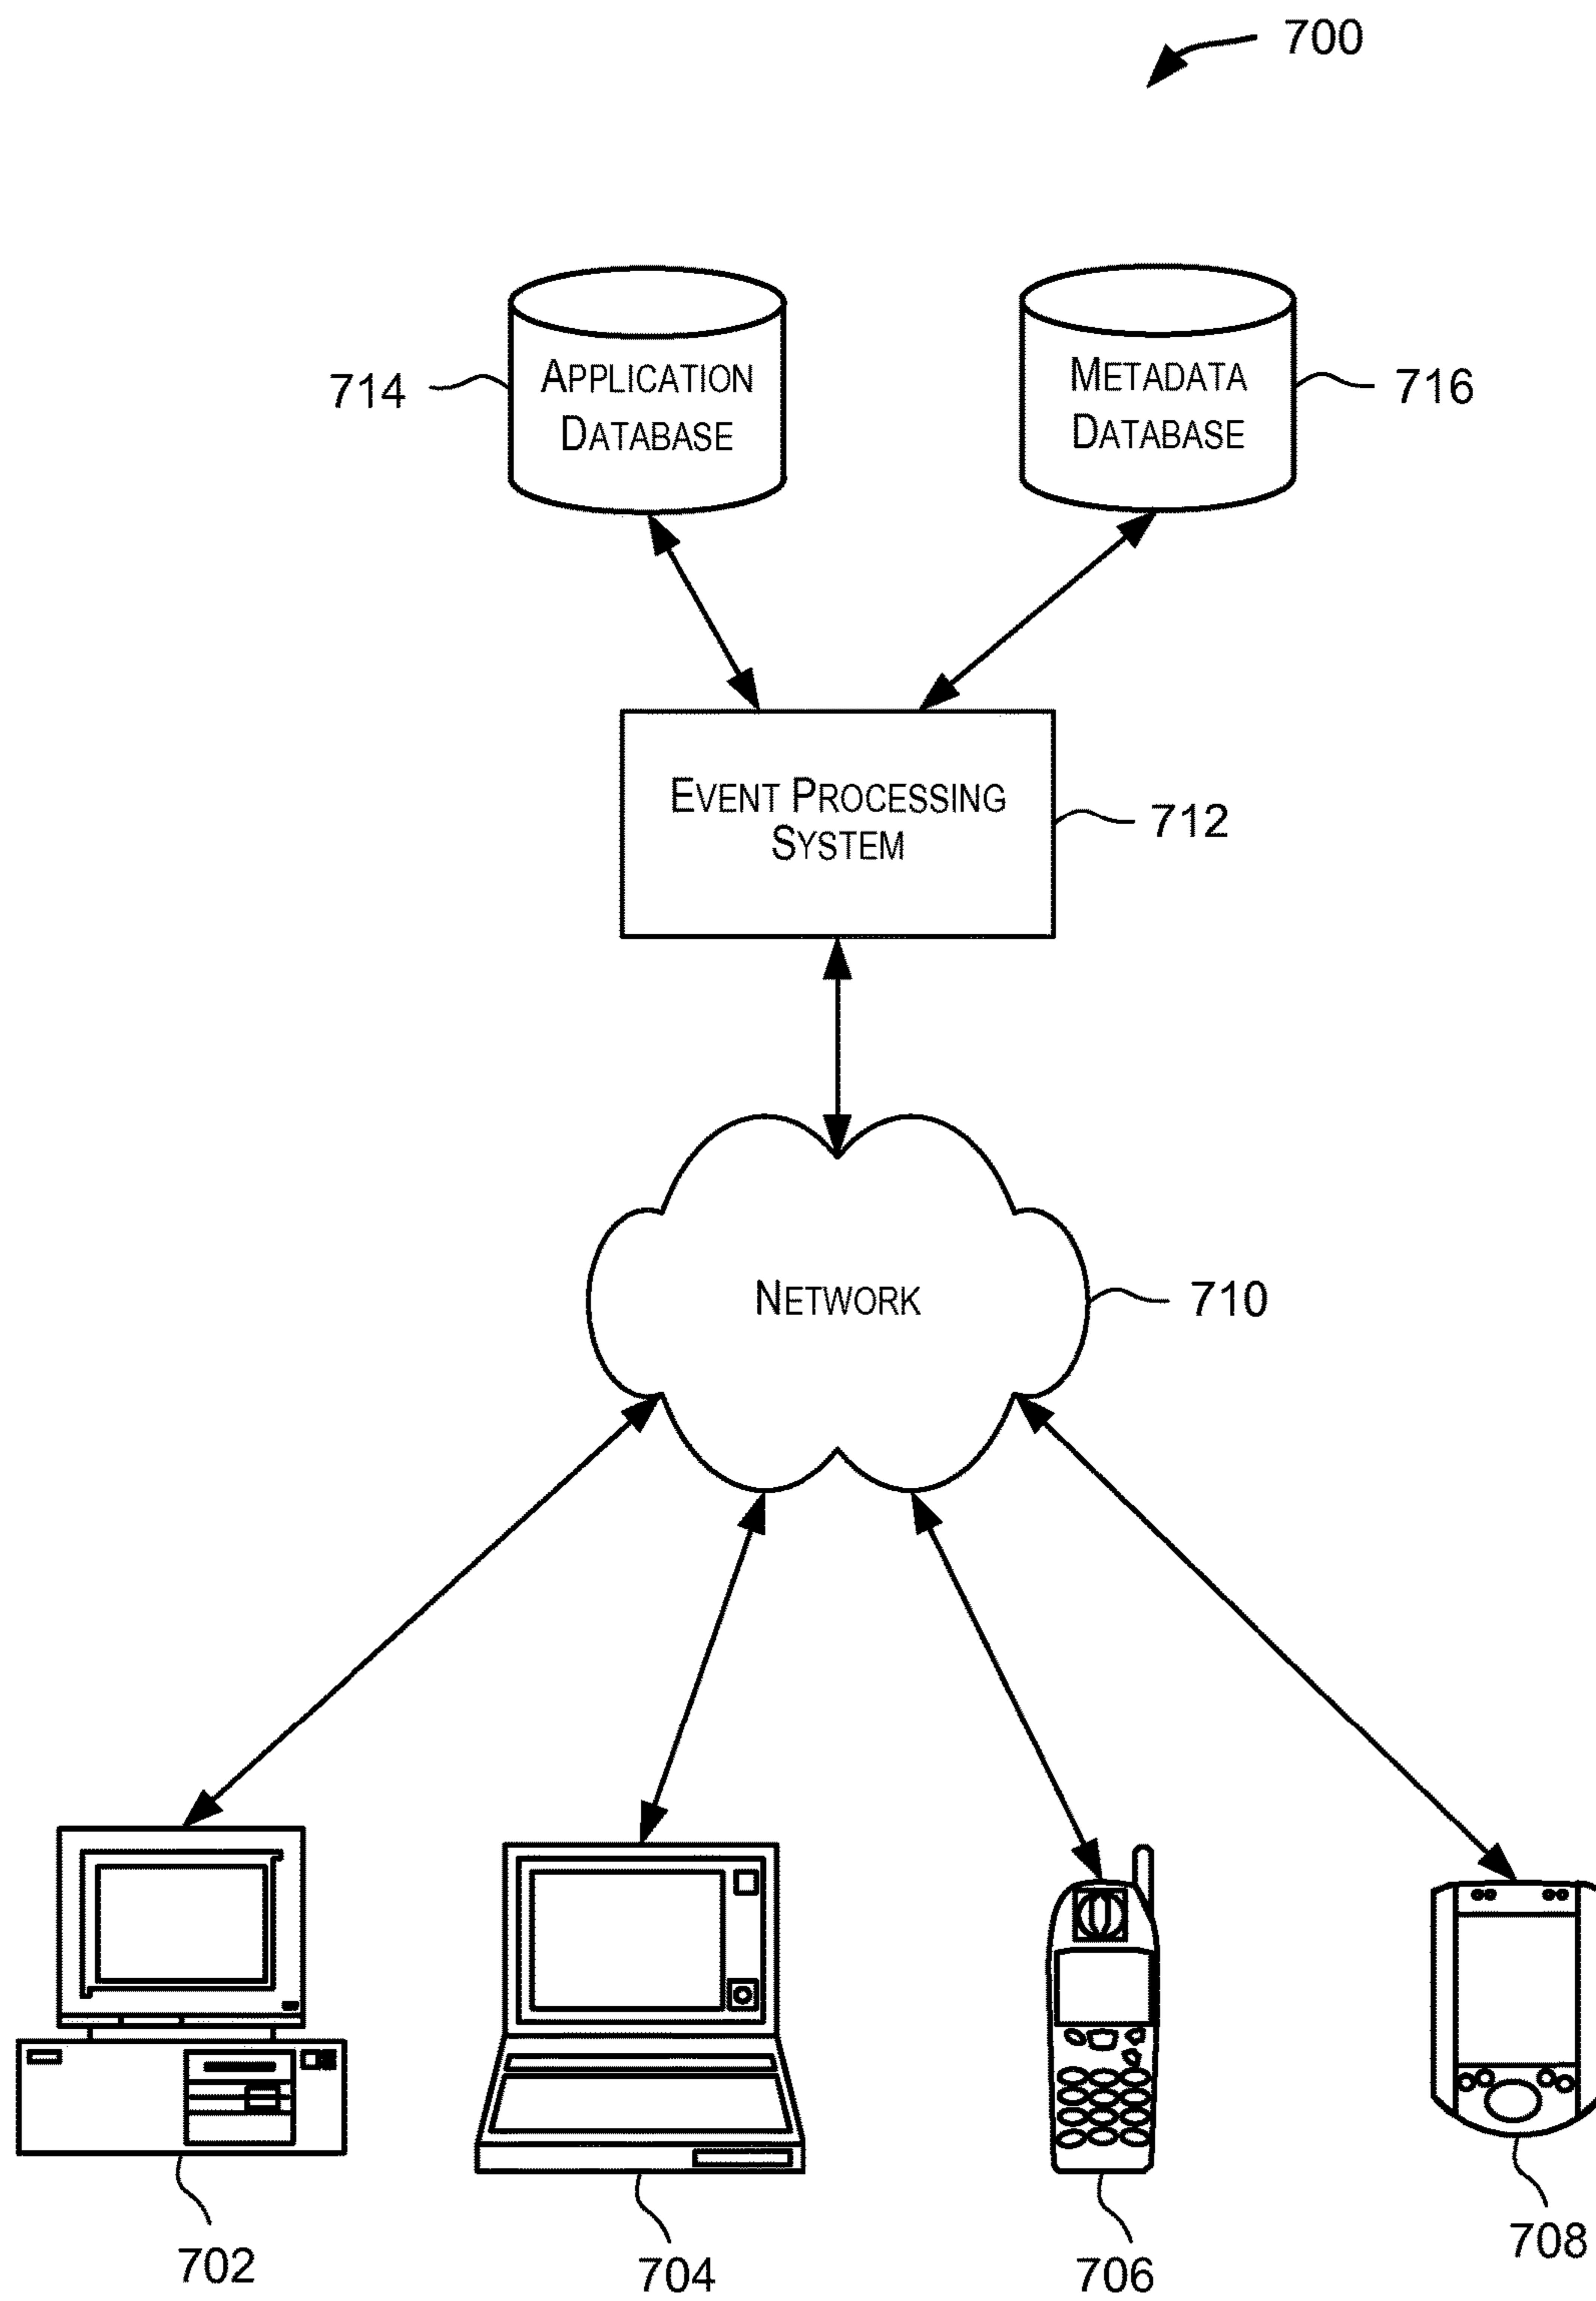 700
714
APPLICATION
DATABASE
METADATA
DATABASE
716
EVENT PROCESSING
SYSTEM
712
NETWORK
710
702
704
706
708